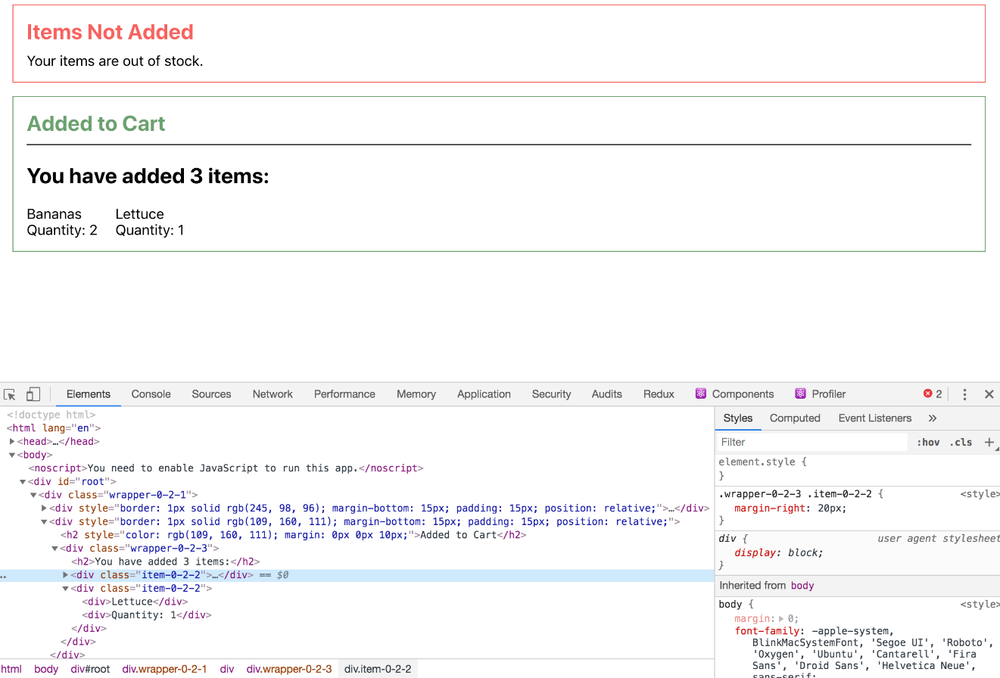 Items Not Added
Your items are out of stock.
Added to Cart
You have added 3 items:
Bananas Lettuce
Quantity: 2 Quantity: 1
Elements Console Sources Network Performance Memory Application Security Audits Redux Components Profiler 2
<!doctype html>
<html lang="en">
<head>…</head>
<body>
<noscript>You need to enable JavaScript to run this app.</noscript>
<div id="root">
<div class="wrapper-0-2-1">
<div style="border: 1px solid rgb(245, 98, 96); margin-bottom: 15px; padding: 15px; position: relative;">…</div>
<div style="border: 1px solid rgb(109, 160, 111); margin-bottom: 15px; padding: 15px; position: relative;">
<h2 style="color: rgb(109, 160, 111); margin: 0px 0px 10px;">Added to Cart</h2>
<div class="wrapper-0-2-3">
<h2>You have added 3 items:</h2>
<div class="item-0-2-2">…</div> == $0
<div class="item-0-2-2">
<div>Lettuce</div>
<div>Quantity: 1</div>
</div>
</div>
</div>
html body div#root div.wrapper-0-2-1 div div.wrapper-0-2-3 div.item-0-2-2
Styles Computed Event Listeners »
Filter :hov .cls +
element.style {
}
.wrapper-0-2-3 .item-0-2-2 { <style>
margin-right: 20px;
}
div { user agent stylesheet
display: block;
}
Inherited from body
body { <style>
margin: 0;
font-family: -apple-system,
BlinkMacSystemFont, 'Segoe UI', 'Roboto',
'Oxygen', 'Ubuntu', 'Cantarell', 'Fira
Sans', 'Droid Sans', 'Helvetica Neue',
sans-serif;